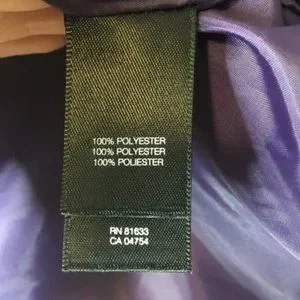 100% POLYESTER
100% POLYESTER
100% POLIESTER
RN 81633
CA 04754